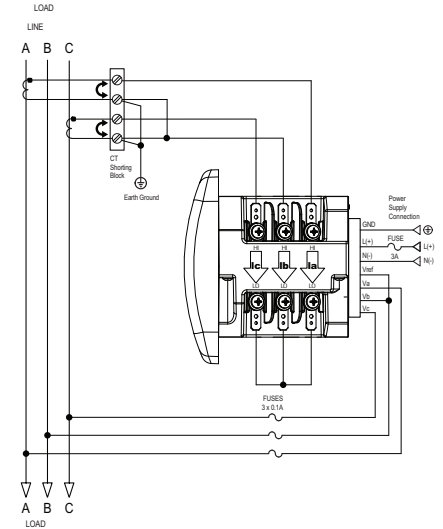 LOAD
LINE
A B C
CT
Shorting
Block
Earth Ground
Power
Supply
Connection
GND
FUSE
L(+)
L(+)
N(-)
3A
N(-)
Vref
Va
Vb
Vc
HI
HI
HI
Ic
Ib
Ia
LO
LO
LO
FUSES
3 x 0.1A
A B C
LOAD